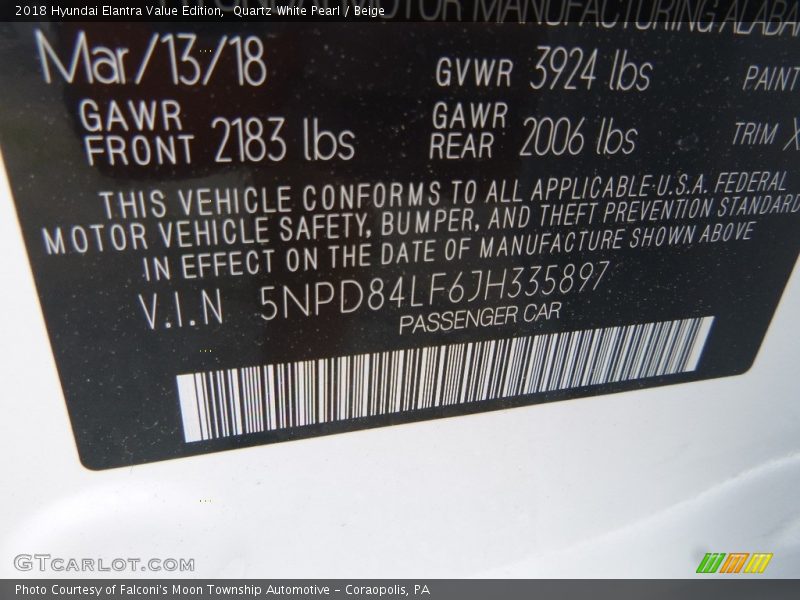 2018 Hyundai Elantra Value Edition, Quartz White Pearl / Beige
MOTOR MANUFACTURING ALABA
Mar/13/18 GVWR 3924 lbs PAINT
GAWR FRONT 2183 lbs GAWR REAR 2006 lbs TRIM X
THIS VEHICLE CONFORMS TO ALL APPLICABLE U.S.A. FEDERAL
MOTOR VEHICLE SAFETY, BUMPER, AND THEFT PREVENTION STANDARD
IN EFFECT ON THE DATE OF MANUFACTURE SHOWN ABOVE
V.I.N 5NPD84LF6JH335897
PASSENGER CAR
GTCARLOT.COM
Photo Courtesy of Falconi's Moon Township Automotive - Coraopolis, PA